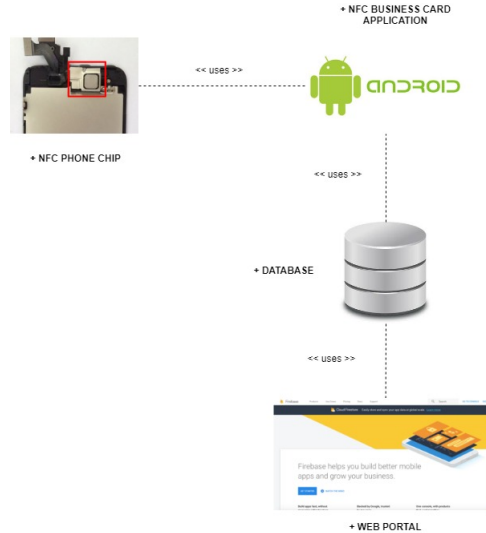 + NFC BUSINESS CARD
APPLICATION
<< uses >>
ANDROID
+ NFC PHONE CHIP
<< uses >>
+ DATABASE
<< uses >>
Firebase
Firebase helps you build better mobile
apps and grow your business.
+ WEB PORTAL